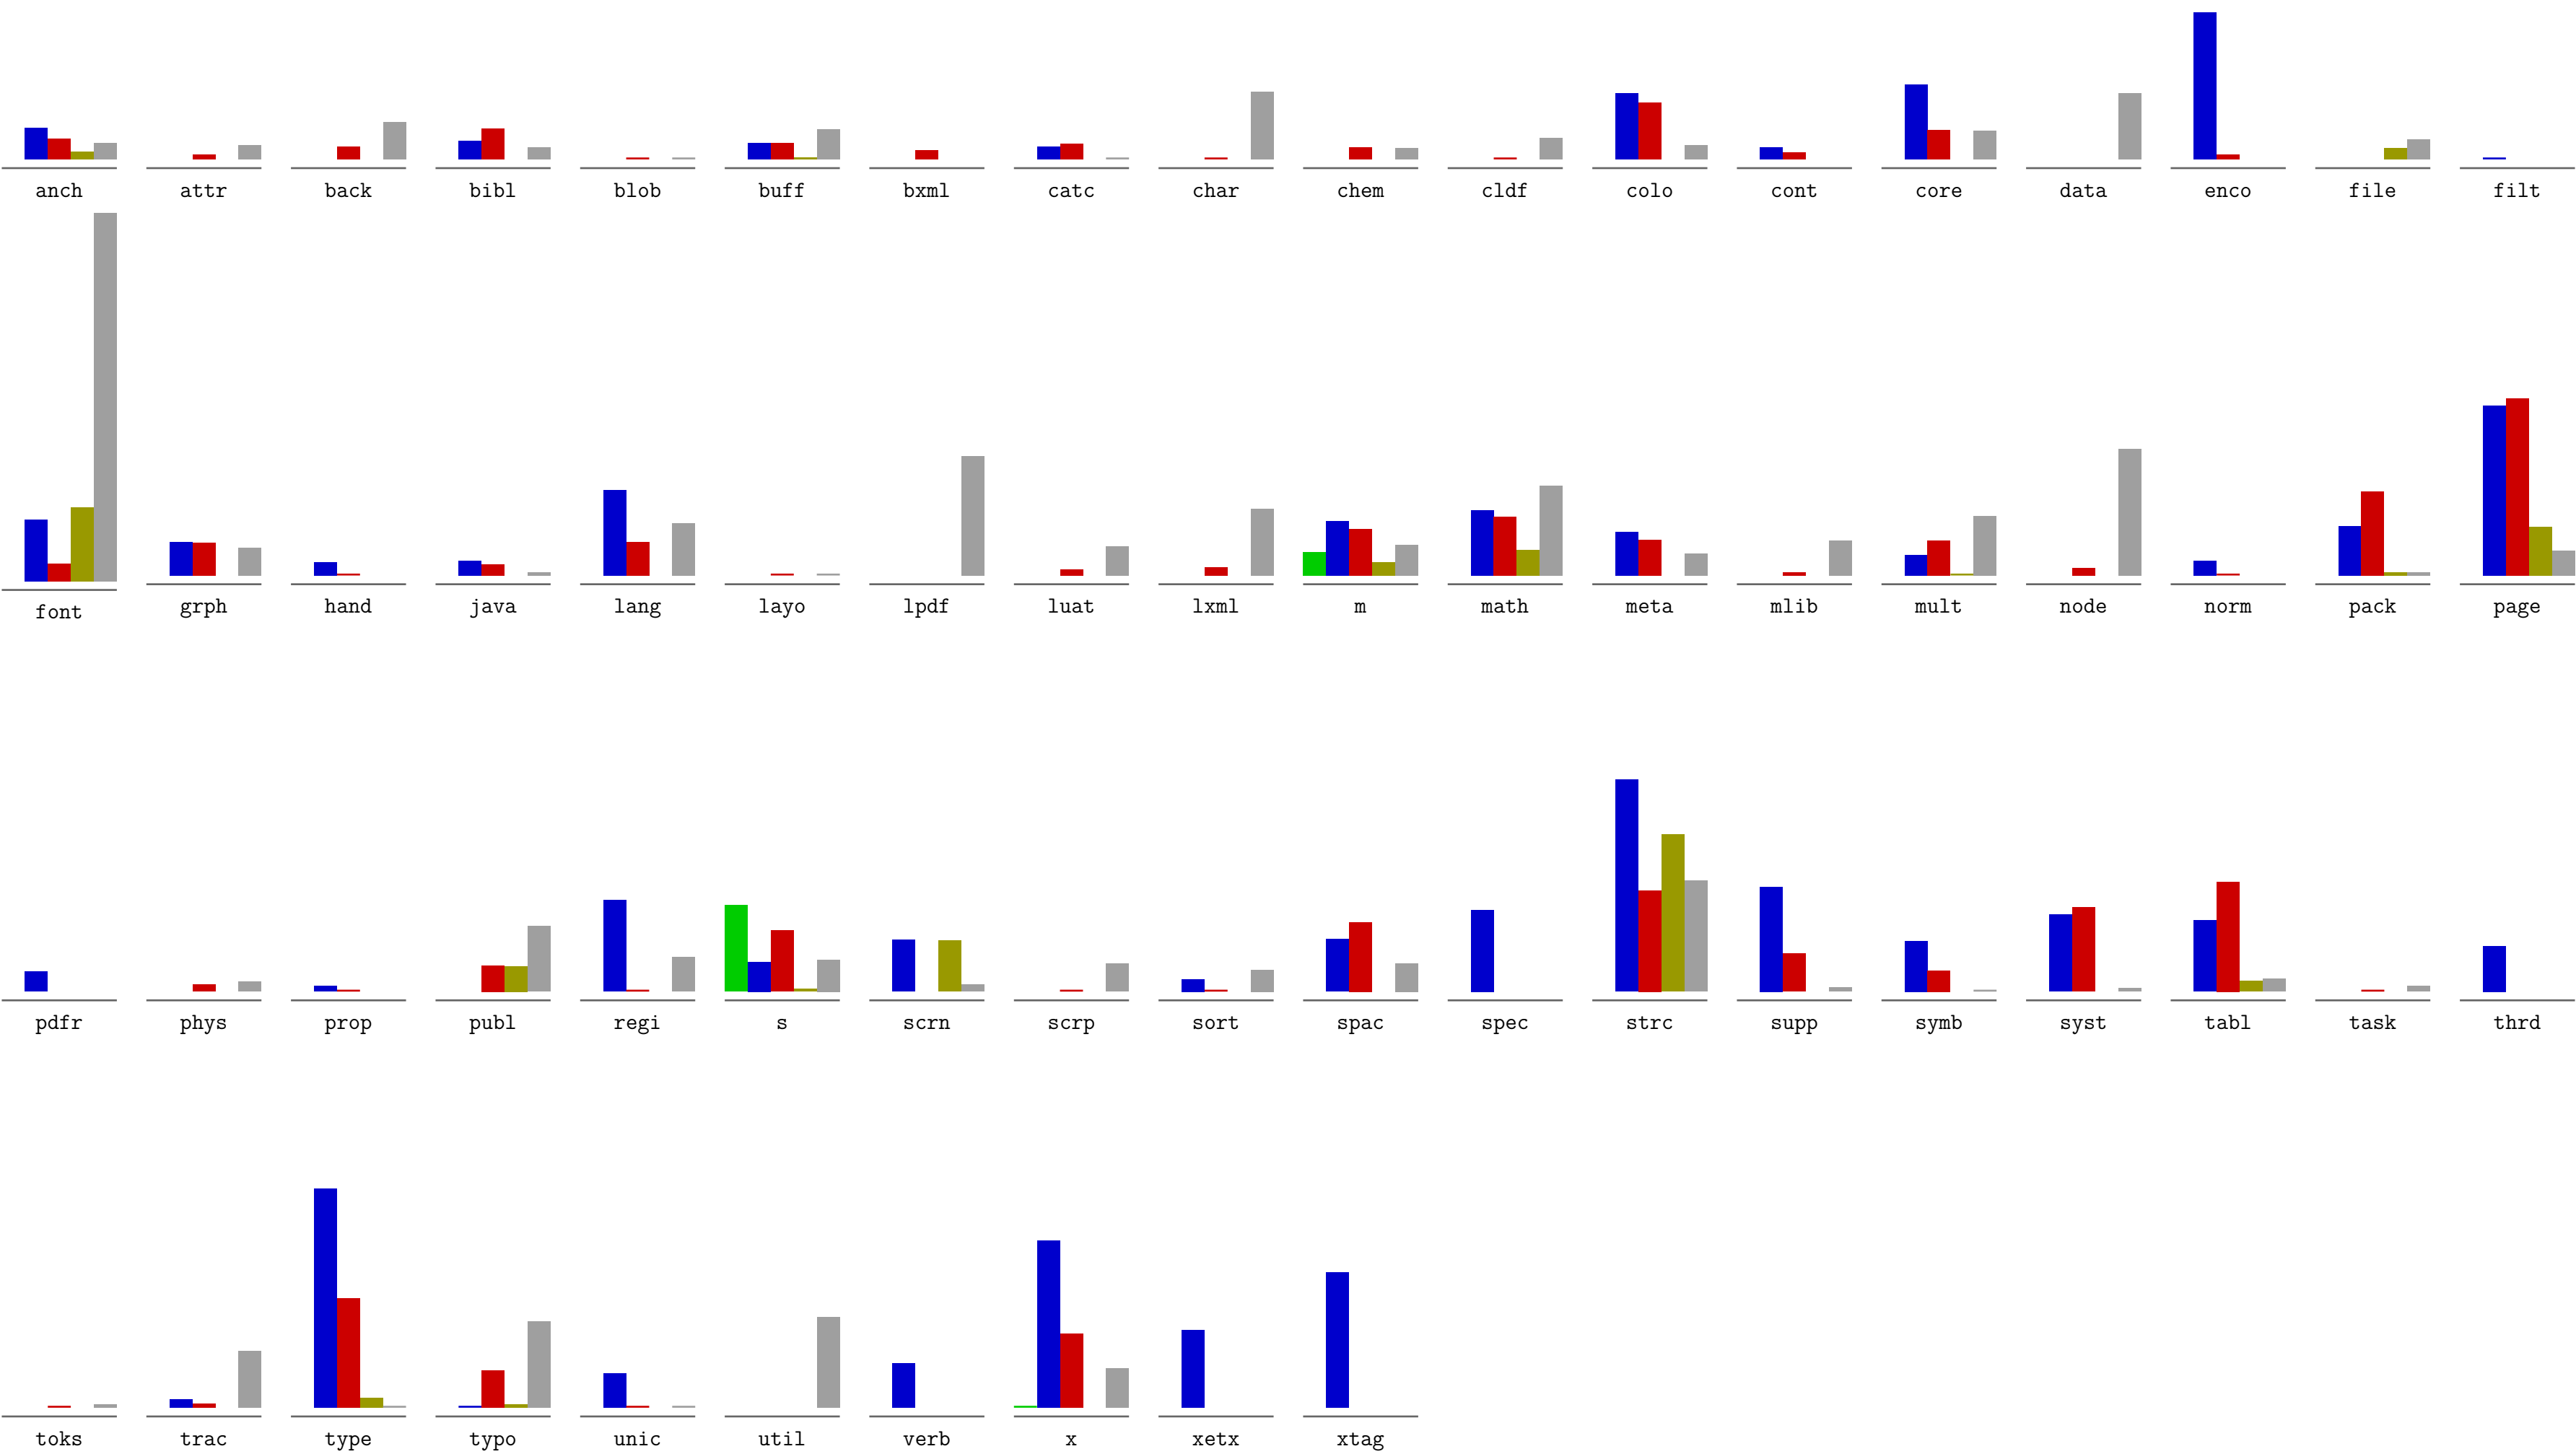 anch attr back bibl blob buff bxml catc char chem cldf colo cont core data enco file filt
font grph hand java lang layo lpdf luat lxml m math meta mlib mult node norm pack page
pdfr phys prop publ regi s scrn scrp sort spac spec strc supp symb syst tabl task thrd
toks trac type typo unic util verb x xetx xtag